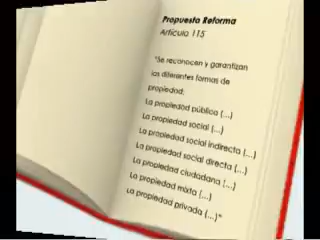 Propuesta Reforma
Artículo 115
"Se reconocen y garantizan
las diferentes formas de
propiedad:
La propiedad pública (...)
La propiedad social (...)
La propiedad social indirecta (...)
La propiedad social directa (...)
La propiedad ciudadana (...)
La propiedad mixta (...)
La propiedad privada (...)"